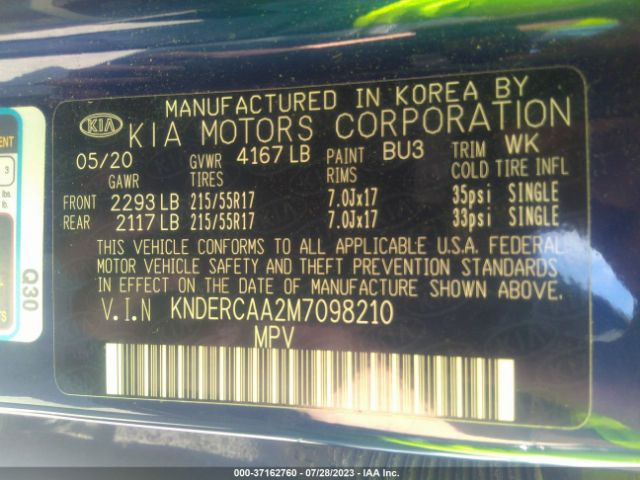 MANUFACTURED IN KOREA BY
KIA KIA MOTORS CORPORATION
05/20 GVWR 4167 LB PAINT BU3 TRIM WK
GAWR TIRES RIMS COLD TIRE INFL
FRONT 2293 LB 215/55R17 7.0Jx17 35psi SINGLE
REAR 2117 LB 215/55R17 7.0Jx17 33psi SINGLE
THIS VEHICLE CONFORMS TO ALL APPLICABLE U.S.A. FEDERAL
MOTOR VEHICLE SAFETY AND THEFT PREVENTION STANDARDS
IN EFFECT ON THE DATE OF MANUFACTURE SHOWN ABOVE.
V.I.N KNDERCAA2M7098210
MPV
3
Q30
000-37162760 - 07/28/2023 - IAA Inc.